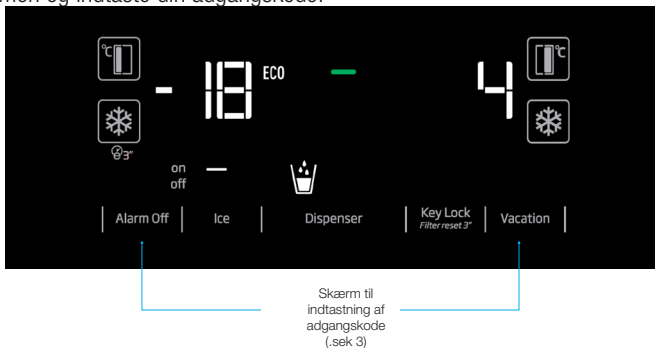 men og indtaste din adgangskode.
°C
°C
-18
ECO
4
3"
on
off
Alarm Off
Ice
Dispenser
Key Lock
Filter reset 3"
Vacation
Skærm til
indtastning af
adgangskode
(.sek 3)